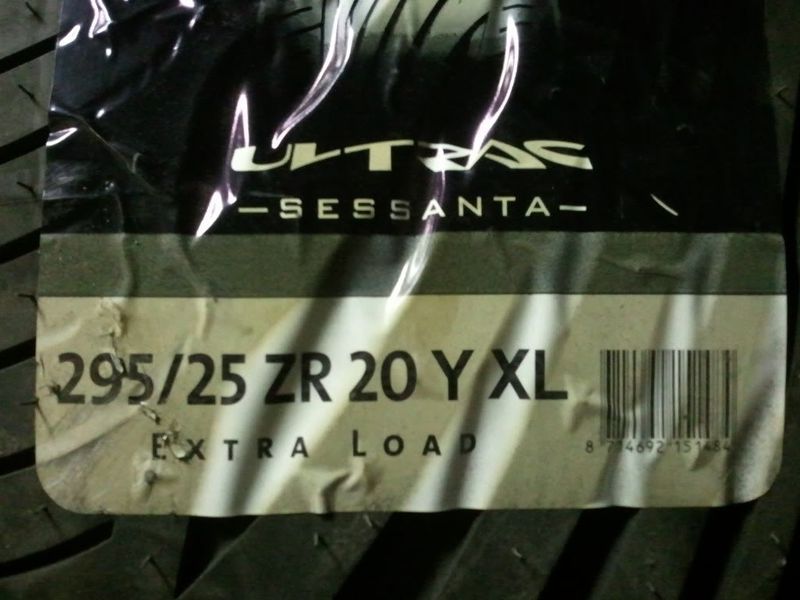 ULTRAC
–SESSANTA–
295/25 ZR 20 Y XL
EXTRA LOAD
8 714692 151484